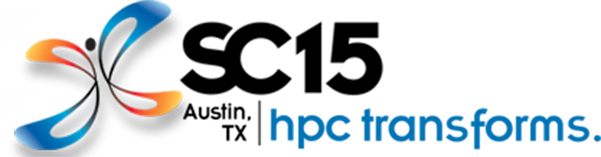 SC15
Austin,
TX
hpc transforms.